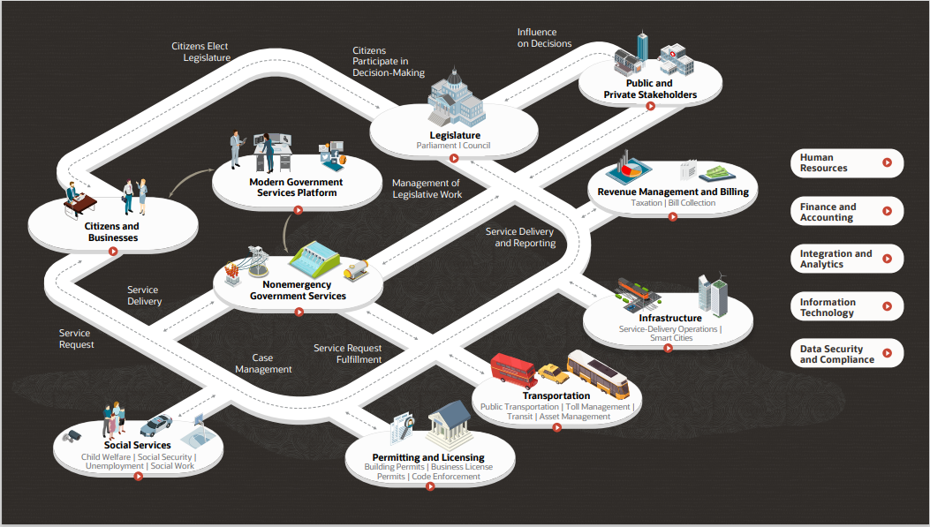 Citizens Elect
Legislature
Citizens
Participate in
Decision-Making
Influence
on Decisions
Public and
Private Stakeholders
Legislature
Parliament | Council
Modern Government
Services Platform
Management of
Legislative Work
Revenue Management and Billing
Taxation | Bill Collection
Citizens and
Businesses
Service Delivery
and Reporting
Nonemergency
Government Services
Service
Delivery
Infrastructure
Service-Delivery Operations |
Smart Cities
Service
Request
Case
Management
Service Request
Fulfillment
Transportation
Public Transportation | Toll Management |
Transit | Asset Management
Social Services
Child Welfare | Social Security |
Unemployment | Social Work
Permitting and Licensing
Building Permits | Business License
Permits | Code Enforcement
Human
Resources
Finance and
Accounting
Integration and
Analytics
Information
Technology
Data Security
and Compliance